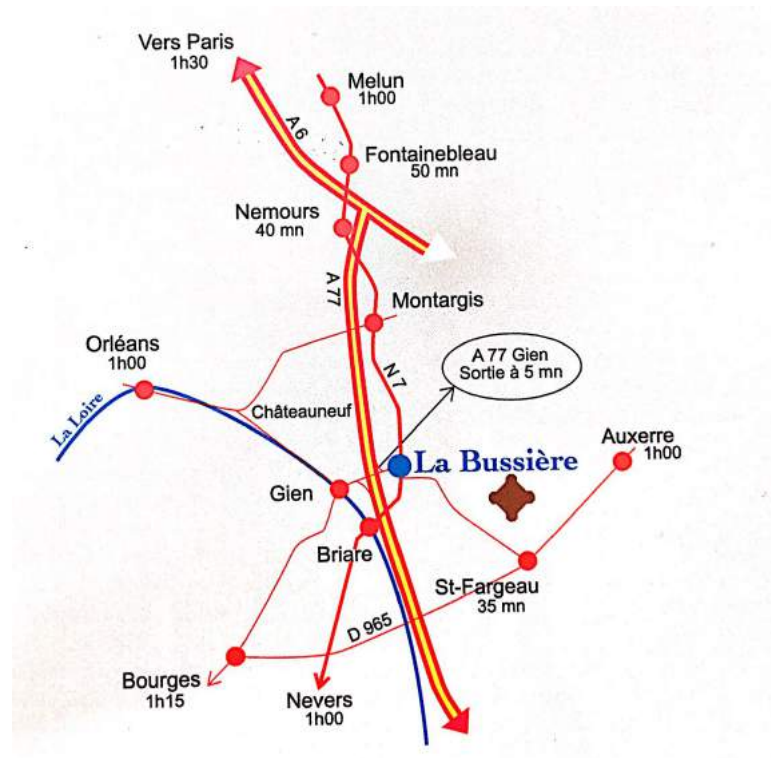 Vers Paris
1h30
Melun
1h00
A 6
Fontainebleau
50 mn
Nemours
40 mn
A 77
Montargis
Orléans
1h00
N 7
A 77 Gien
Sortie à 5 mn
La Loire
Châteauneuf
La Bussière
Auxerre
1h00
Gien
Briare
St-Fargeau
35 mn
D 965
Bourges
1h15
Nevers
1h00